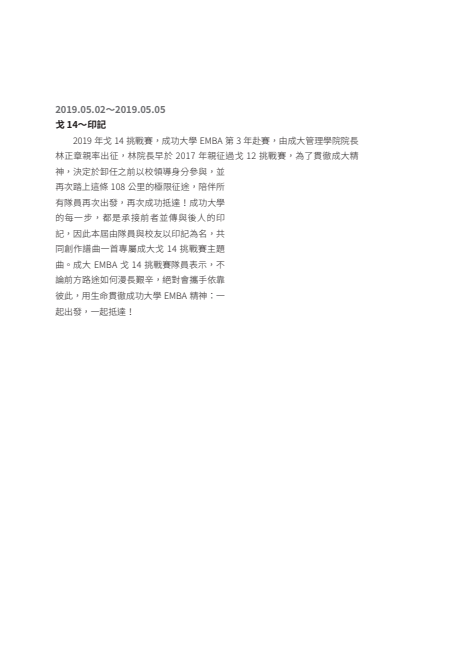 2019.05.02～2019.05.05
戈 14～印記
2019 年戈 14 挑戰賽，成功大學 EMBA 第 3 年赴賽，由成大管理學院院長
林正章親率出征，林院長早於 2017 年親征過戈 12 挑戰賽，為了貫徹成大精
神，決定於卸任之前以校領導身分參與，並
再次踏上這條 108 公里的極限征途，陪伴所
有隊員再次出發，再次成功抵達！成功大學
的每一步，都是承接前者並傳與後人的印
記，因此本屆由隊員與校友以印記為名，共
同創作譜曲一首專屬成大戈 14 挑戰賽主題
曲。成大 EMBA 戈 14 挑戰賽隊員表示，不
論前方路途如何漫長艱辛，絕對會攜手依靠
彼此，用生命貫徹成功大學 EMBA 精神：一
起出發，一起抵達！